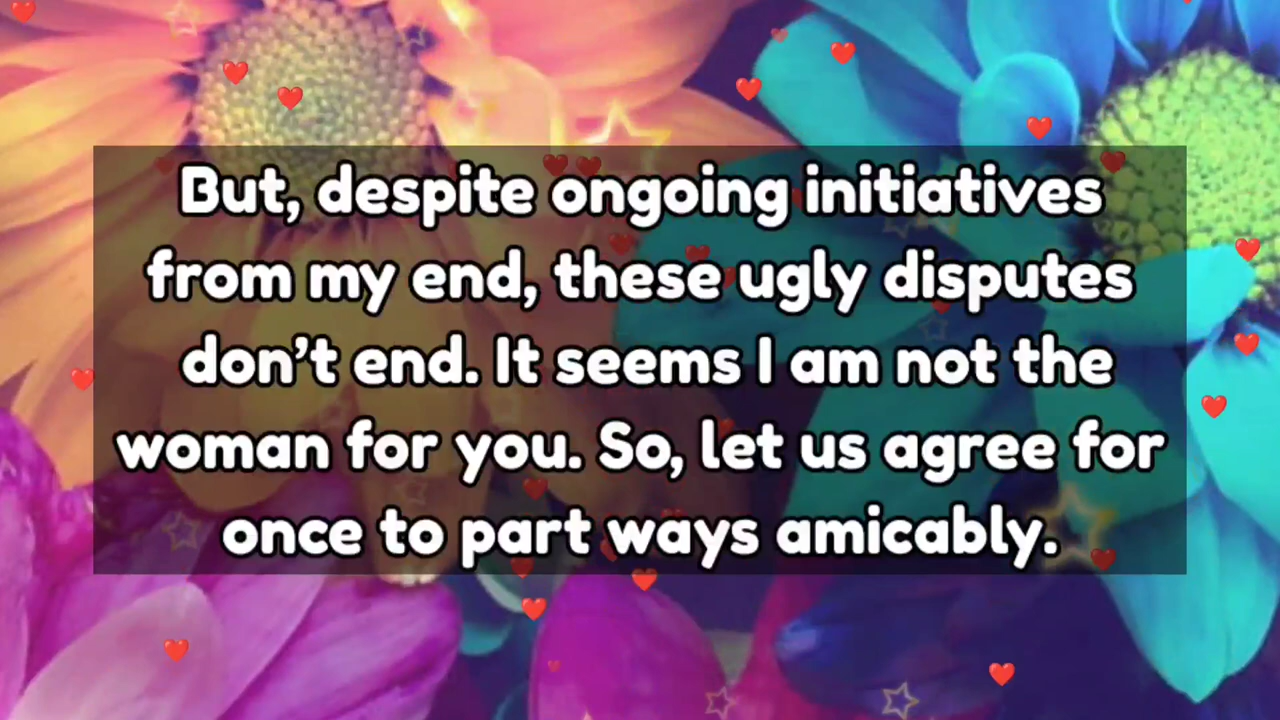 But, despite ongoing initiatives
from my end, these ugly disputes
don’t end. It seems I am not the
woman for you. So, let us agree for
once to part ways amicably.